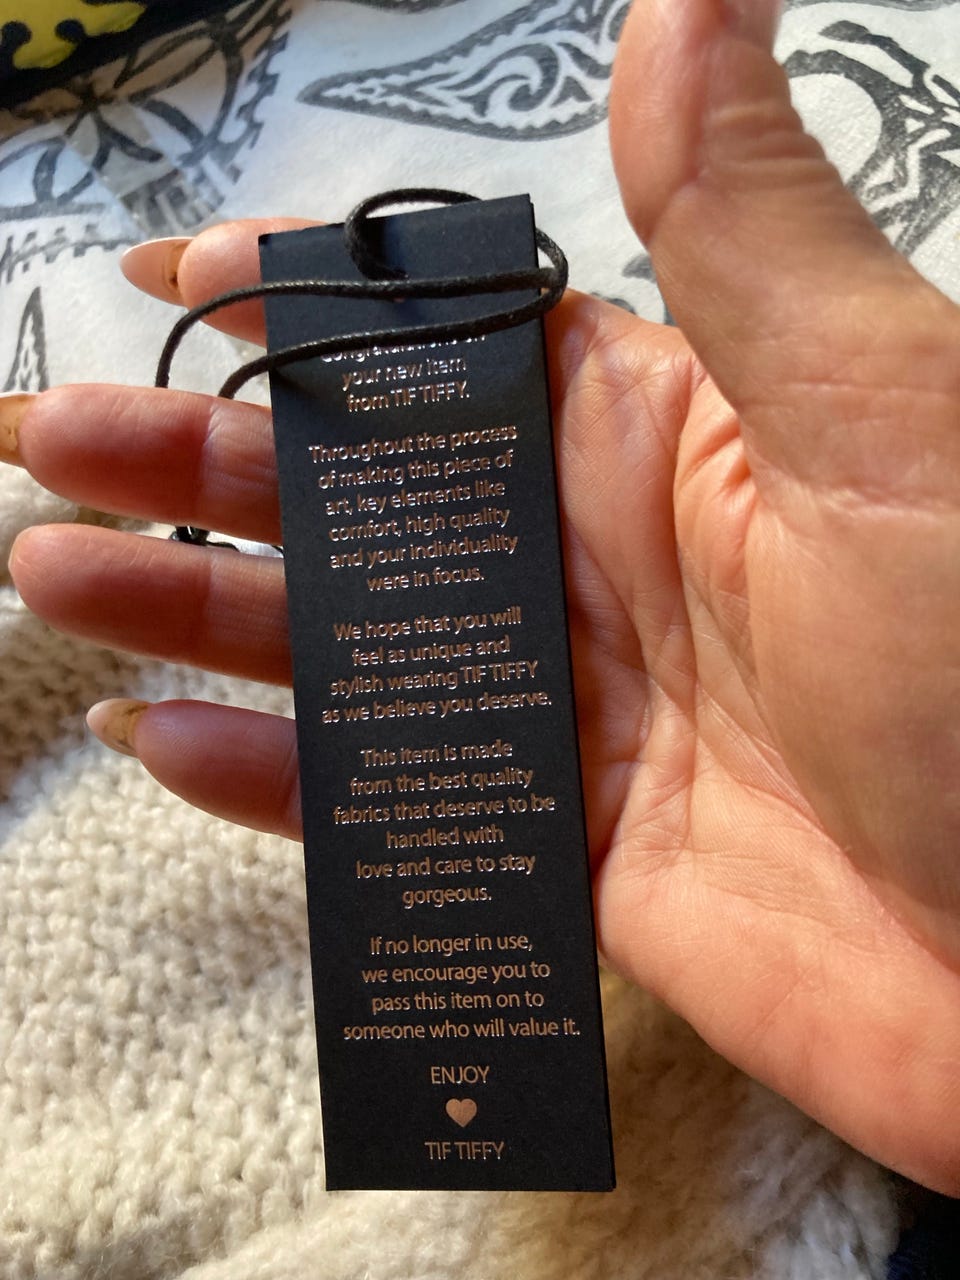 Congratulations on
your new item
from TIF TIFFY.
Throughout the process
of making this piece of
art, key elements like
comfort, high quality
and your individuality
were in focus.
We hope that you will
feel as unique and
stylish wearing TIF TIFFY
as we believe you deserve.
This item is made
from the best quality
fabrics that deserve to be
handled with
love and care to stay
gorgeous.
If no longer in use,
we encourage you to
pass this item on to
someone who will value it.
ENJOY
TIF TIFFY